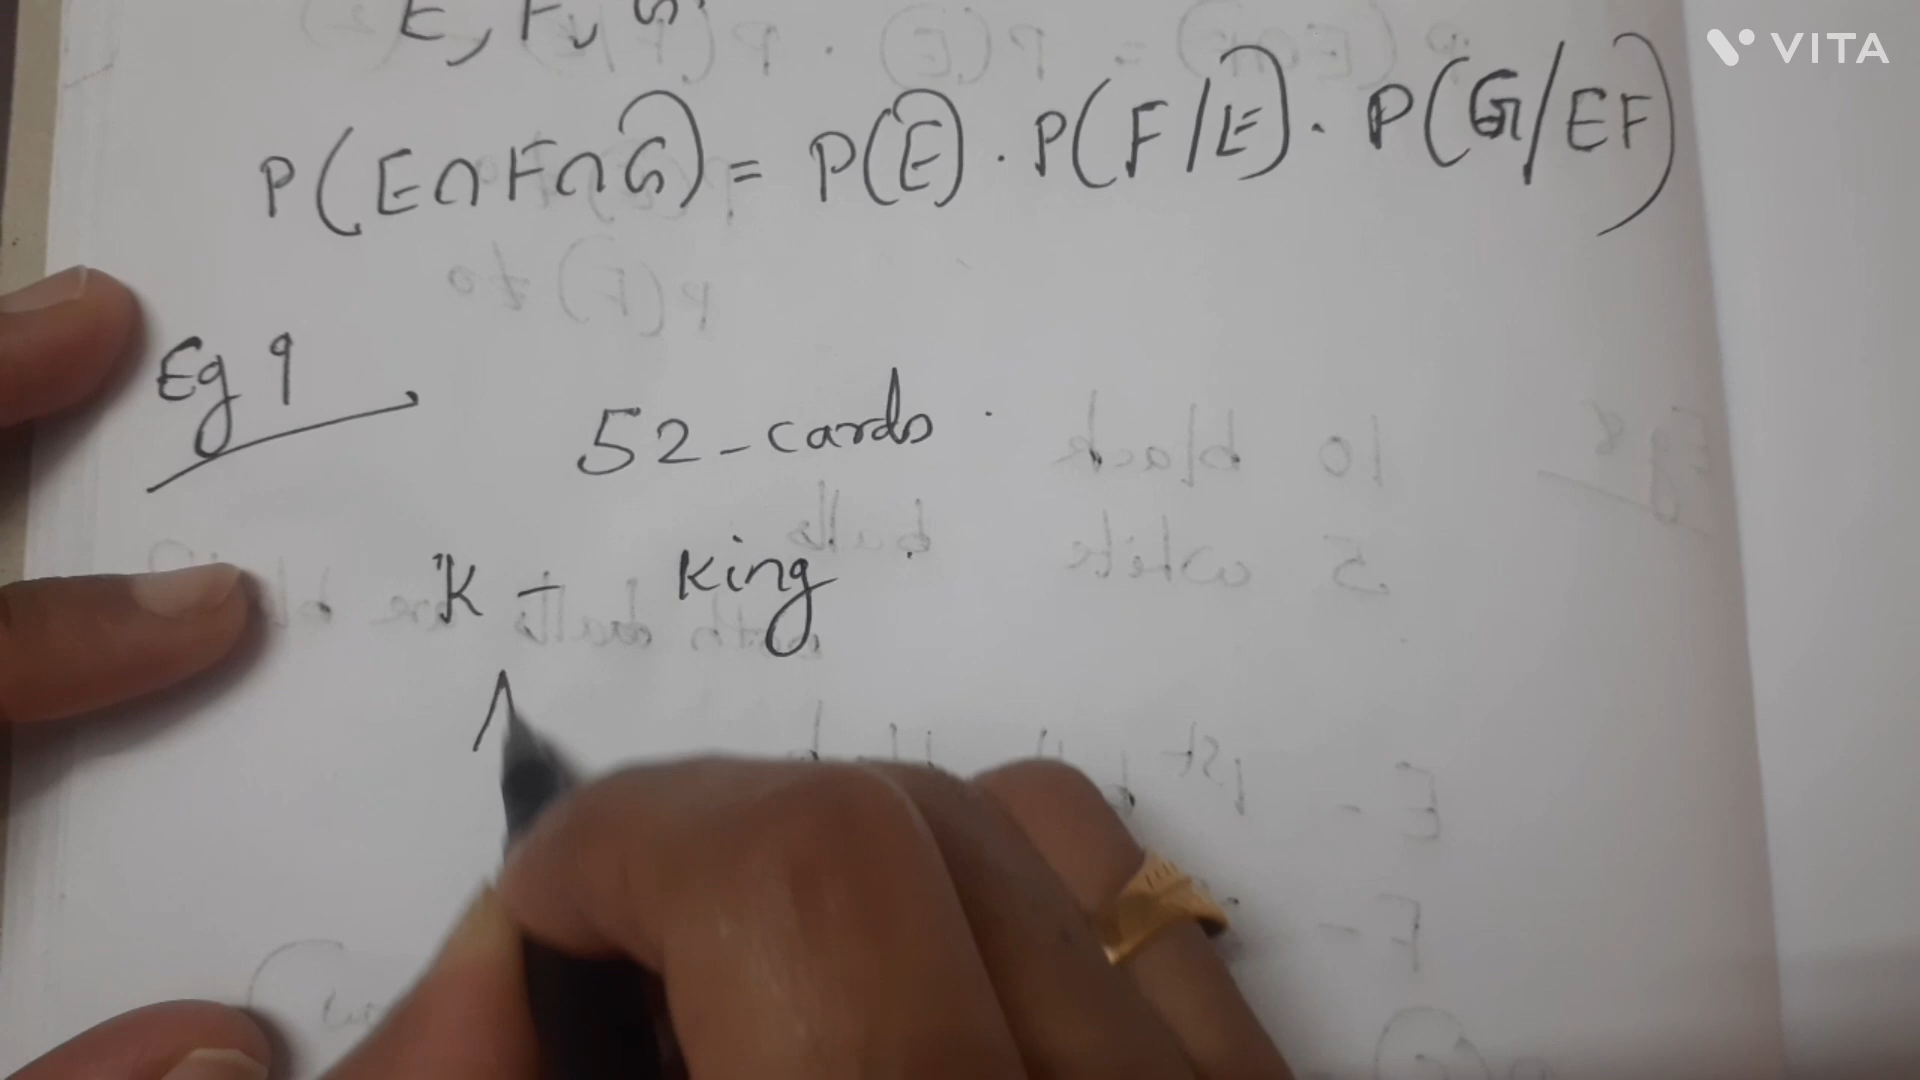 E, F, G
VITA
P(E∩F∩G) = P(E) . P(F/E) . P(G/EF)
Eg 9
52-cards .
K - King